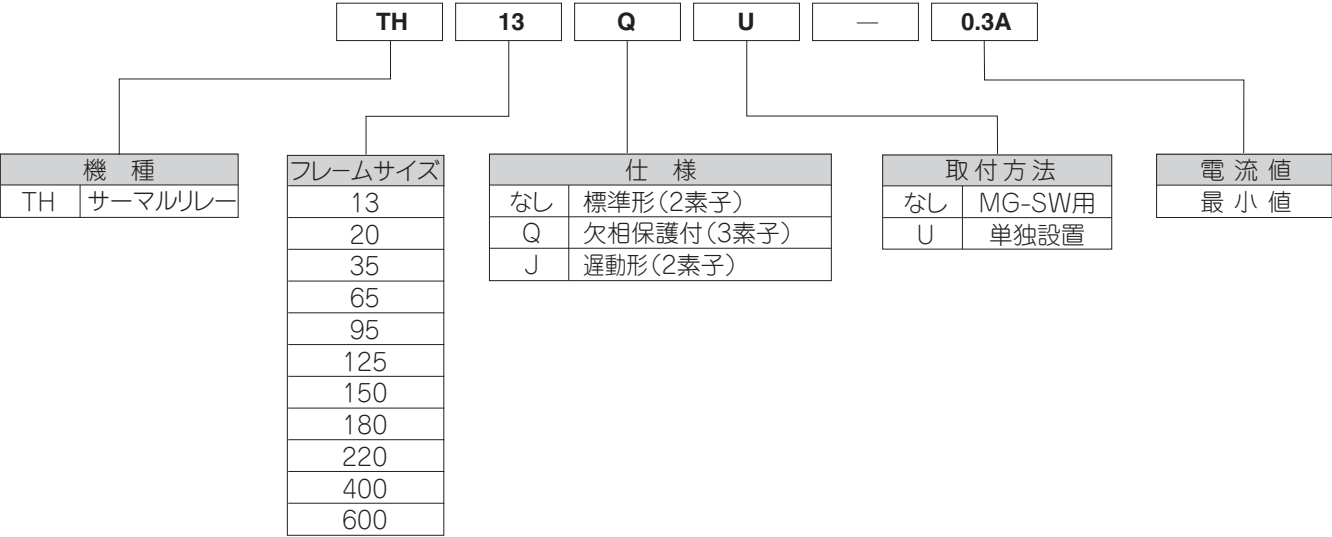 TH 13 Q U — 0.3A
機種
TH サーマルリレー
フレームサイズ
13
20
35
65
95
125
150
180
220
400
600
仕様
なし 標準形(2素子)
Q 欠相保護付(3素子)
J 遅動形(2素子)
取付方法
なし MG-SW用
U 単独設置
電流値
最小値